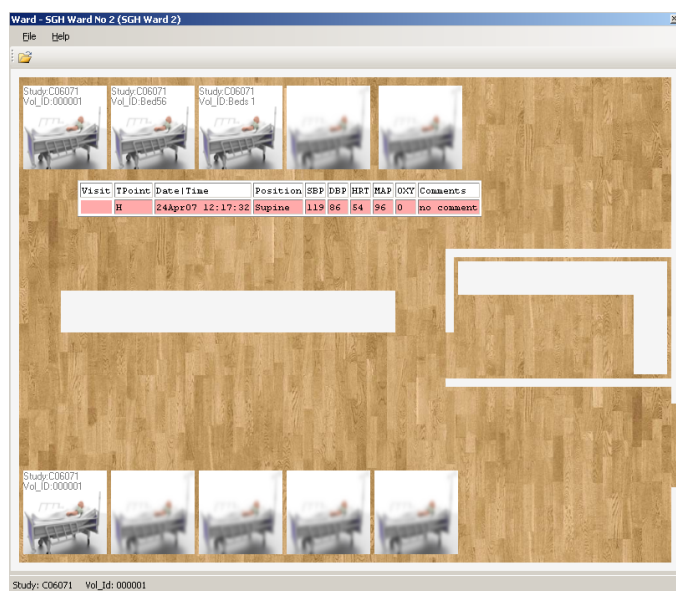 Ward - SGH Ward No 2 (SGH Ward 2)
File Help
Study:C06071 Study:C06071 Study:C06071
Vol_ID:000001 Vol_ID:Bed56 Vol_ID:Beds 1
Visit TPoint Date|Time Position SBP DBP HRT MAP OXY Comments
H 24Apr07 12:17:32 Supine 119 86 54 96 0 no comment
Study:C06071
Vol_ID:000001
Study: C06071 Vol_Id: 000001